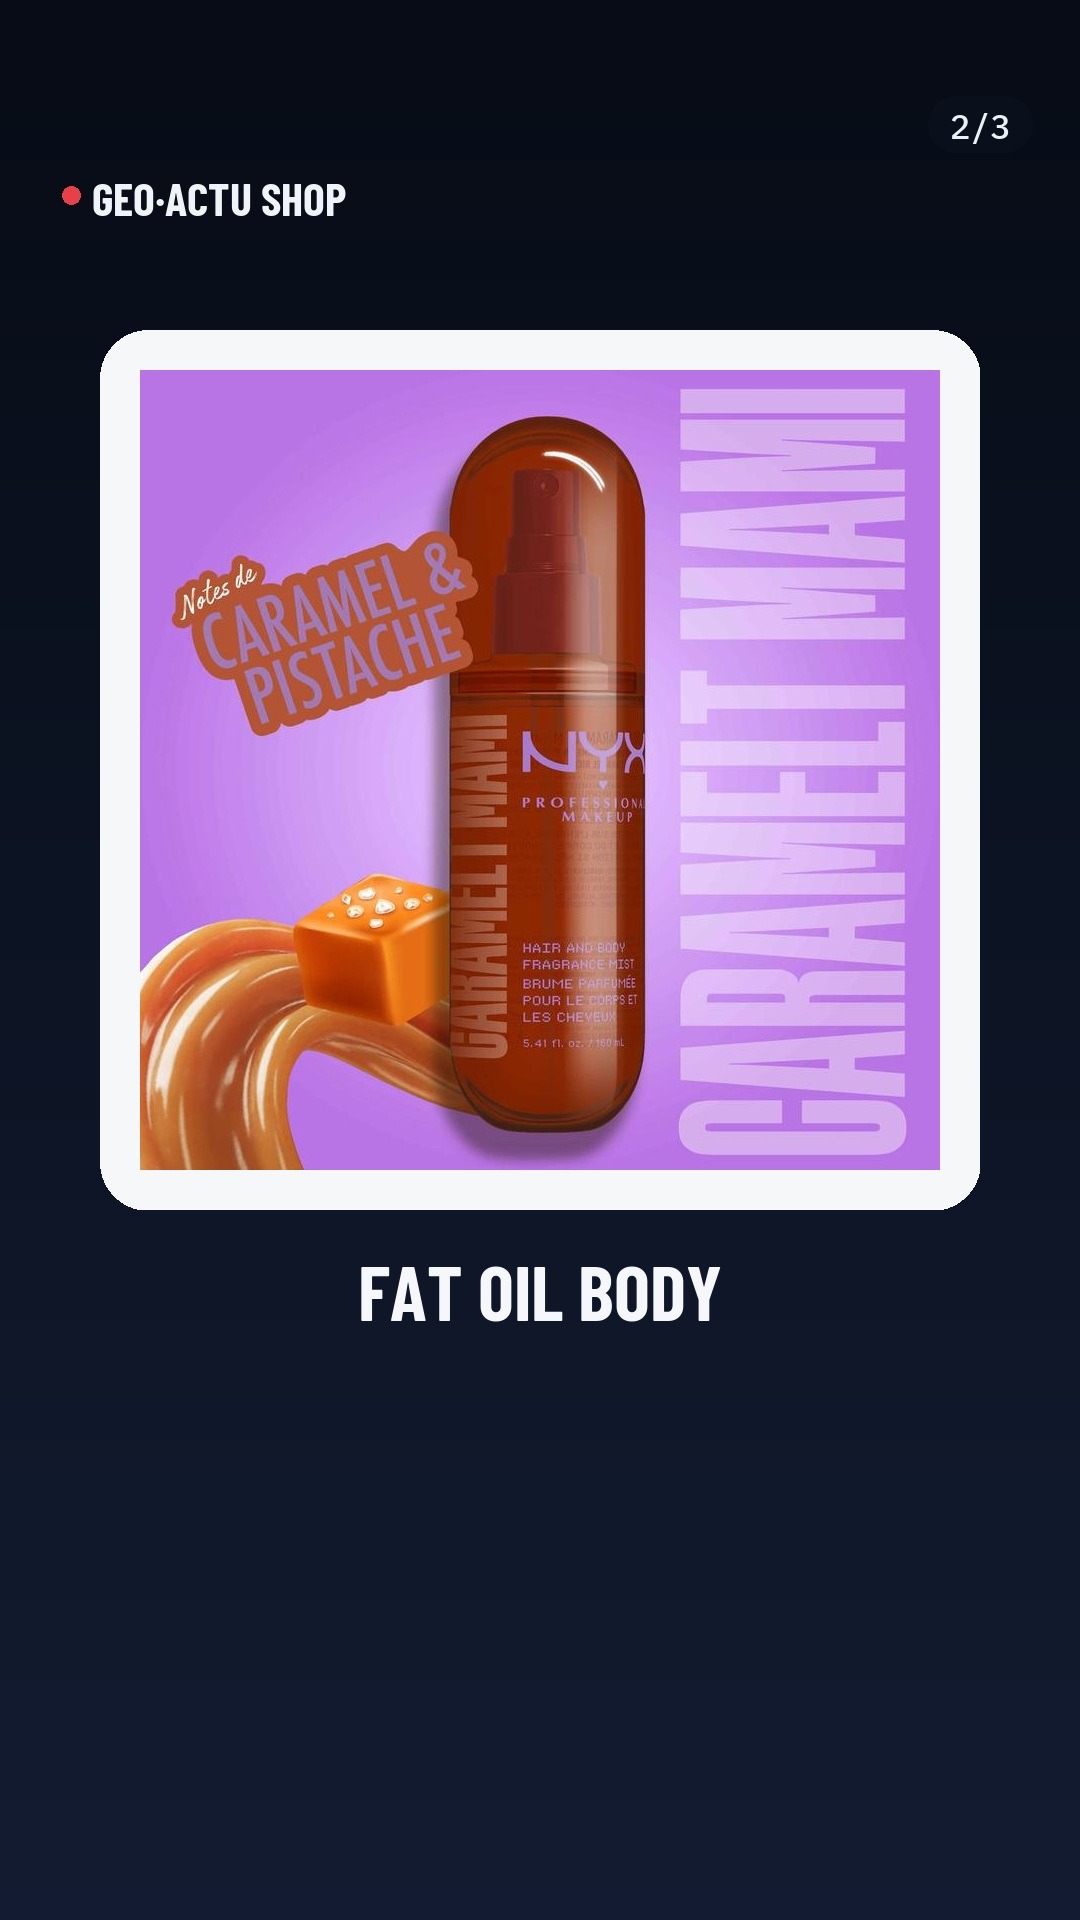 2/3
GEO·ACTU SHOP
Notes de
CARAMEL &
PISTACHE
CARAMELT MAMI
CARAMELT MAMI
NYX
PROFESSIONAL
MAKEUP
HAIR AND BODY
FRAGRANCE MIST
BRUME PARFUMÉE
POUR LE CORPS ET
LES CHEVEUX
5.41 fl. oz. / 160 mL
FAT OIL BODY